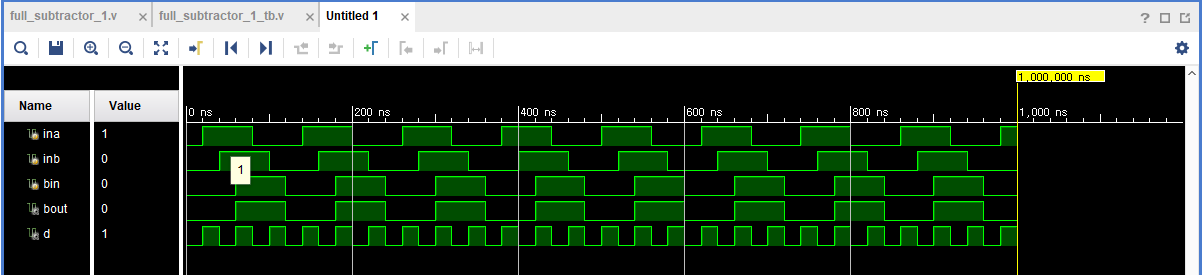 full_subtractor_1.v × full_subtractor_1_tb.v × Untitled 1 ×
?
1,000,000 ns
Name Value
0 ns 200 ns 400 ns 600 ns 800 ns 1,000 ns
ina 1
inb 0
1
bin 0
bout 0
d 1